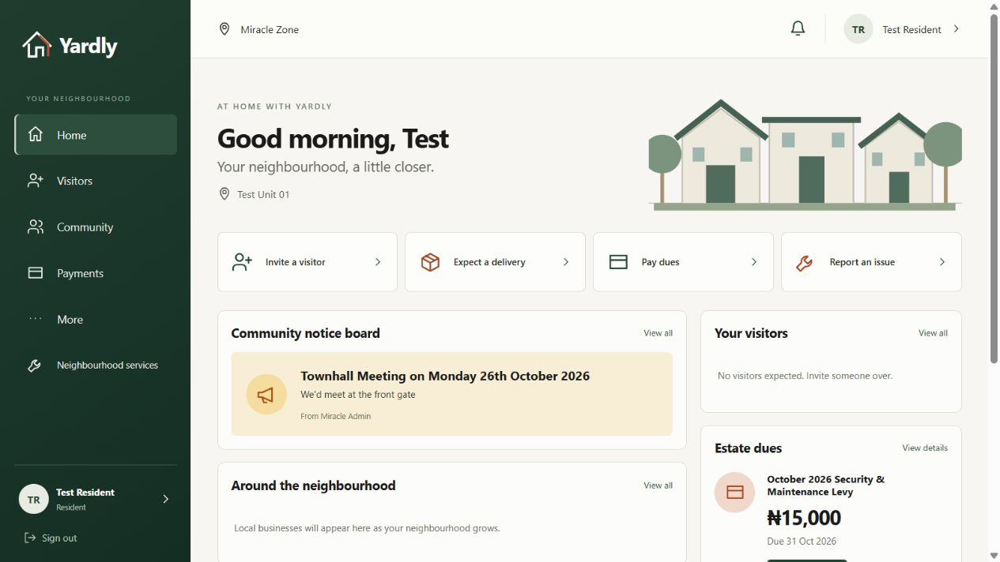 Yardly
YOUR NEIGHBOURHOOD
Home
Visitors
Community
Payments
More
Neighbourhood services
TR
Test Resident
Resident
Sign out
Miracle Zone
TR
Test Resident
AT HOME WITH YARDLY
Good morning, Test
Your neighbourhood, a little closer.
Test Unit 01
Invite a visitor
Expect a delivery
Pay dues
Report an issue
Community notice board
View all
Townhall Meeting on Monday 26th October 2026
We'd meet at the front gate
From Miracle Admin
Around the neighbourhood
View all
Local businesses will appear here as your neighbourhood grows.
Your visitors
View all
No visitors expected. Invite someone over.
Estate dues
View details
October 2026 Security &
Maintenance Levy
₦15,000
Due 31 Oct 2026